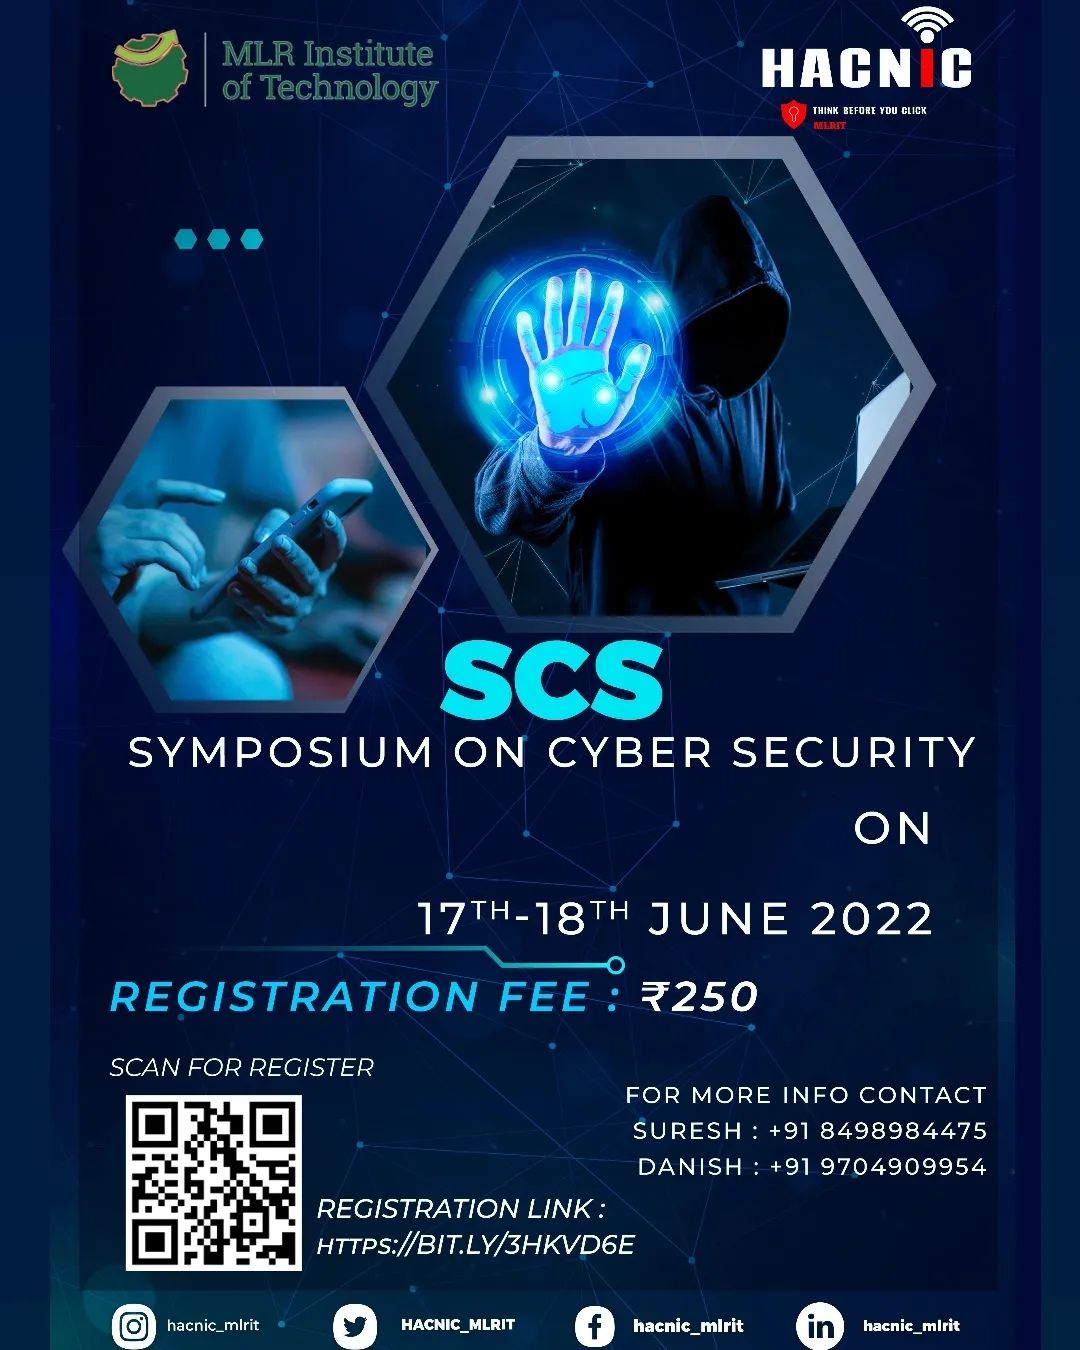 MLR Institute
of Technology
HACNiC
THINK BEFORE YOU CLICK
MLRIT
SCS
SYMPOSIUM ON CYBER SECURITY
ON
17TH-18TH JUNE 2022
REGISTRATION FEE : ₹250
SCAN FOR REGISTER
FOR MORE INFO CONTACT
SURESH : +91 8498984475
DANISH : +91 9704909954
REGISTRATION LINK :
HTTPS://BIT.LY/3HKVD6E
hacnic_mlrit
HACNIC_MLRIT
hacnic_mlrit
hacnic_mlrit